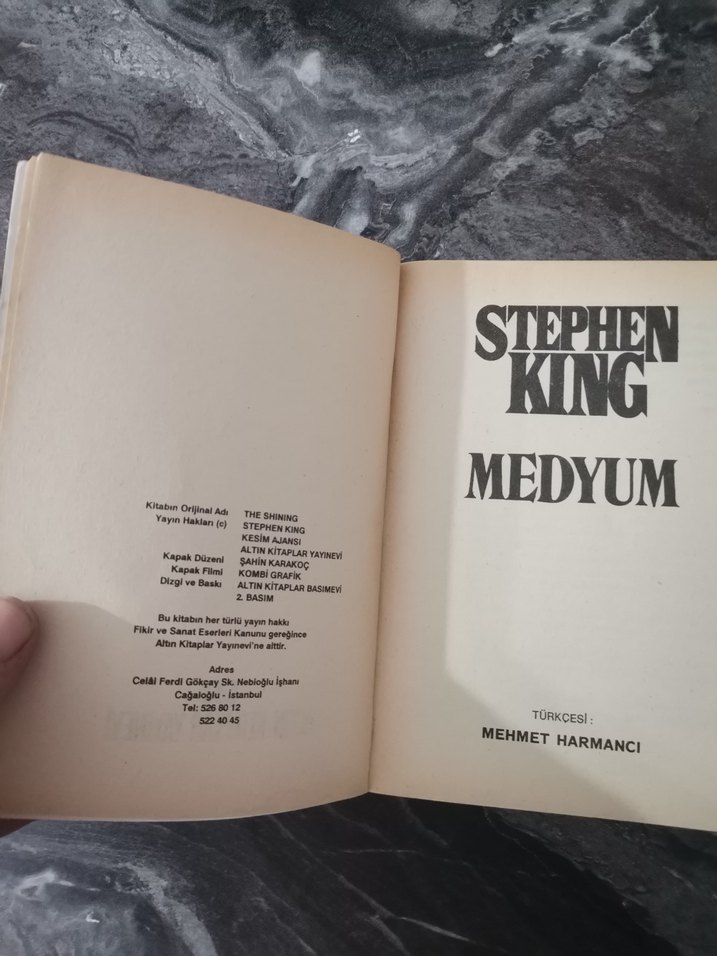 Kitabın Orijinal Adı THE SHINING
Yayın Hakları (c) STEPHEN KING
KESİM AJANSI
ALTIN KİTAPLAR YAYINEVİ
Kapak Düzeni ŞAHİN KARAKOÇ
Kapak Filmi KOMBİ GRAFİK
Dizgi ve Baskı ALTIN KİTAPLAR BASIMEVİ
2. BASIM
Bu kitabın her türlü yayın hakkı
Fikir ve Sanat Eserleri Kanunu gereğince
Altın Kitaplar Yayınevi'ne aittir.
Adres
Celâl Ferdi Gökçay Sk. Nebioğlu İşhanı
Cağaloğlu - İstanbul
Tel: 526 80 12
522 40 45
STEPHEN
KING
MEDYUM
TÜRKÇESİ :
MEHMET HARMANCI